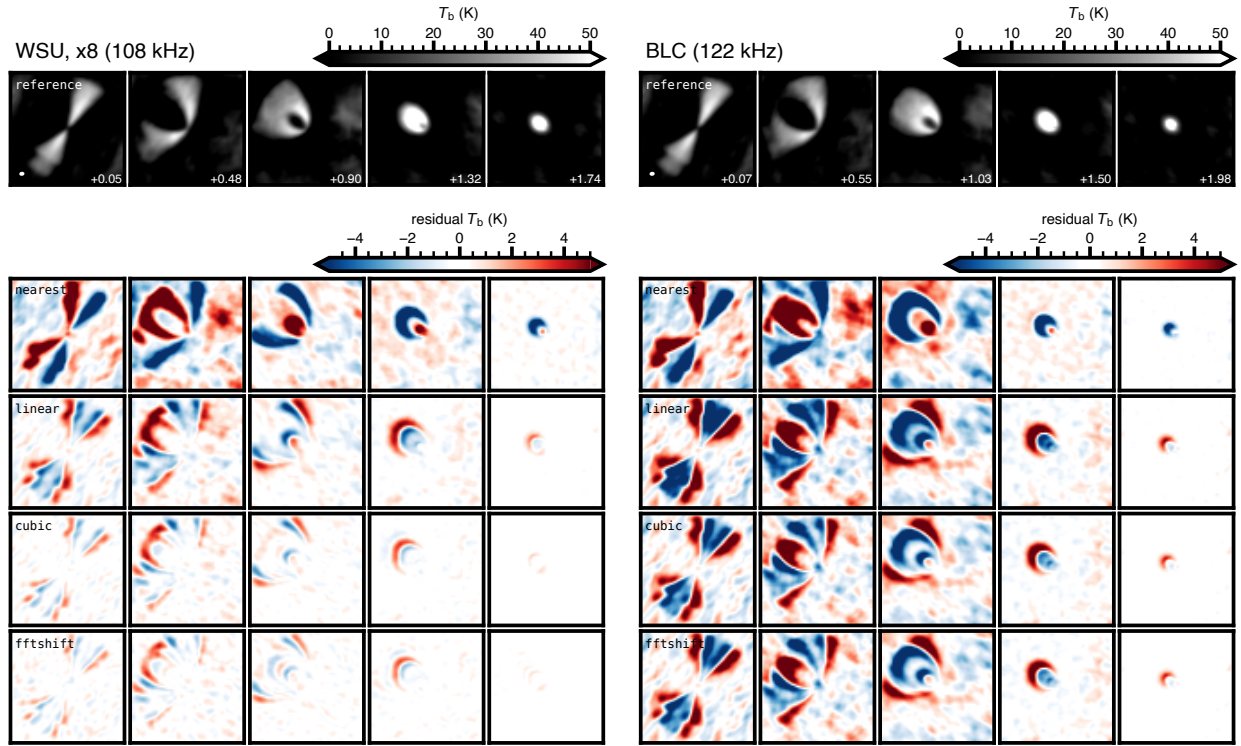 T_b (K)
WSU, x8 (108 kHz)
0 10 20 30 40 50
reference
+0.05 +0.48 +0.90 +1.32 +1.74
residual T_b (K)
−4 −2 0 2 4
nearest
linear
cubic
fftshift
T_b (K)
BLC (122 kHz)
0 10 20 30 40 50
reference
+0.07 +0.55 +1.03 +1.50 +1.98
residual T_b (K)
−4 −2 0 2 4
nearest
linear
cubic
fftshift